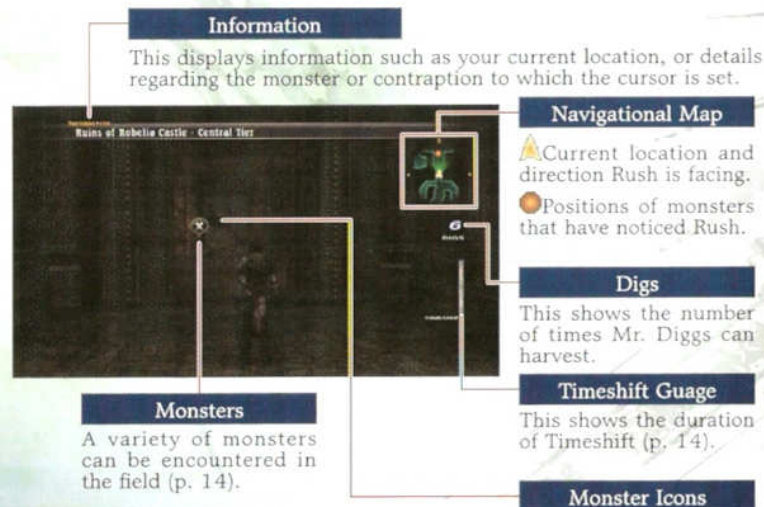 Information
This displays information such as your current location, or details
regarding the monster or contraption to which the cursor is set.
Ruins of Robelia Castle - Central Tier
Navigational Map
Current location and
direction Rush is facing.
Positions of monsters
that have noticed Rush.
6
Digs
This shows the number
of times Mr. Diggs can
harvest.
Timeshift Guage
This shows the duration
of Timeshift (p. 14).
Monsters
A variety of monsters
can be encountered in
the field (p. 14).
Monster Icons